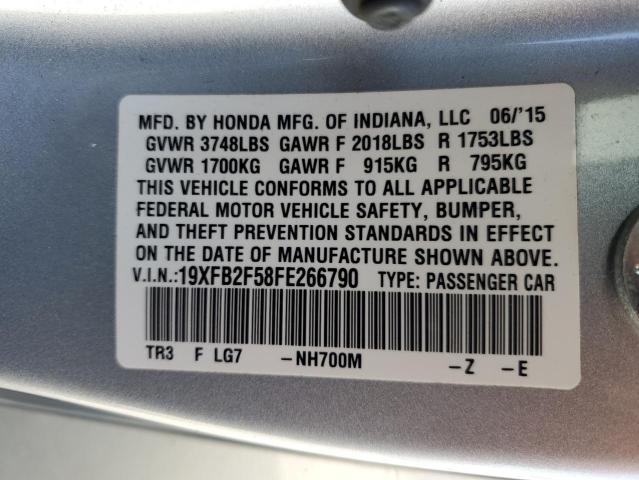 MFD. BY HONDA MFG. OF INDIANA, LLC 06/'15
GVWR 3748LBS GAWR F 2018LBS R 1753LBS
GVWR 1700KG GAWR F 915KG R 795KG
THIS VEHICLE CONFORMS TO ALL APPLICABLE
FEDERAL MOTOR VEHICLE SAFETY, BUMPER,
AND THEFT PREVENTION STANDARDS IN EFFECT
ON THE DATE OF MANUFACTURE SHOWN ABOVE.
V.I.N.:19XFB2F58FE266790 TYPE: PASSENGER CAR
TR3 F LG7 -NH700M -Z -E